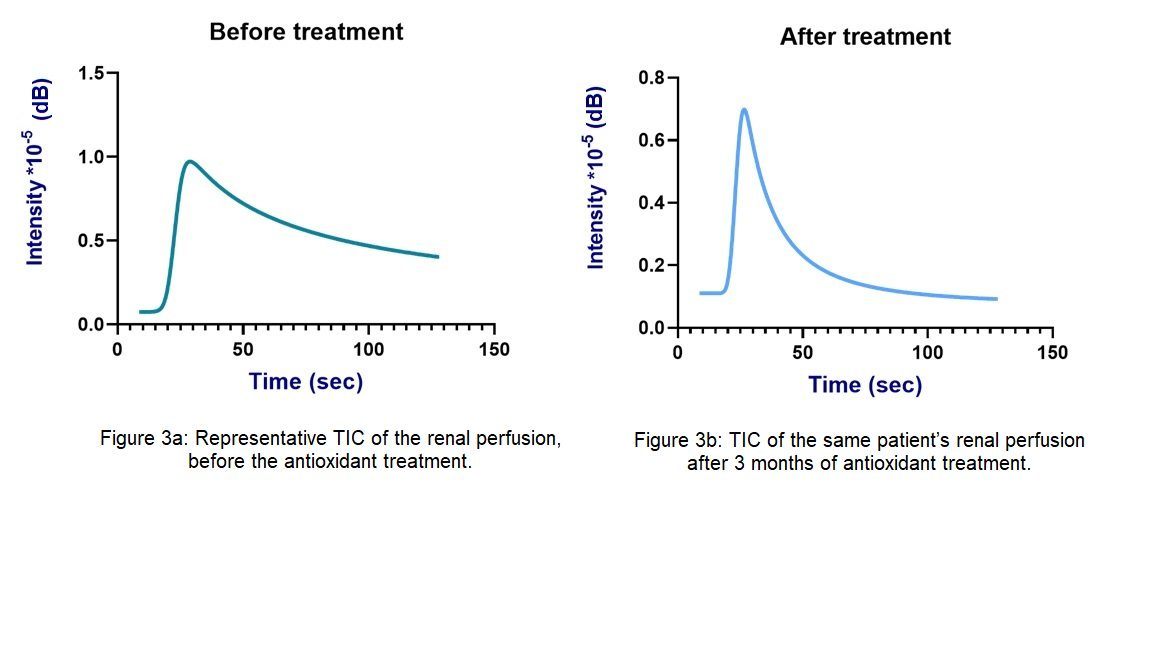 Before treatment
Intensity *10⁻⁵ (dB)
1.5
1.0
0.5
0.0
0 50 100 150
Time (sec)
Figure 3a: Representative TIC of the renal perfusion,
before the antioxidant treatment.
After treatment
Intensity *10⁻⁵ (dB)
0.8
0.6
0.4
0.2
0.0
0 50 100 150
Time (sec)
Figure 3b: TIC of the same patient’s renal perfusion
after 3 months of antioxidant treatment.